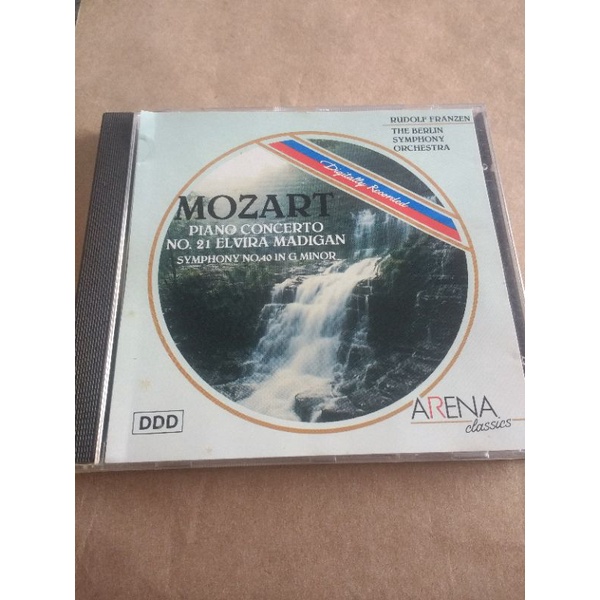 RUDOLF FRANZEN
THE BERLIN
SYMPHONY
ORCHESTRA
Digitally Recorded
MOZART
PIANO CONCERTO
NO. 21 ELVIRA MADIGAN
SYMPHONY NO.40 IN G MINOR
DDD
ARENA
classics